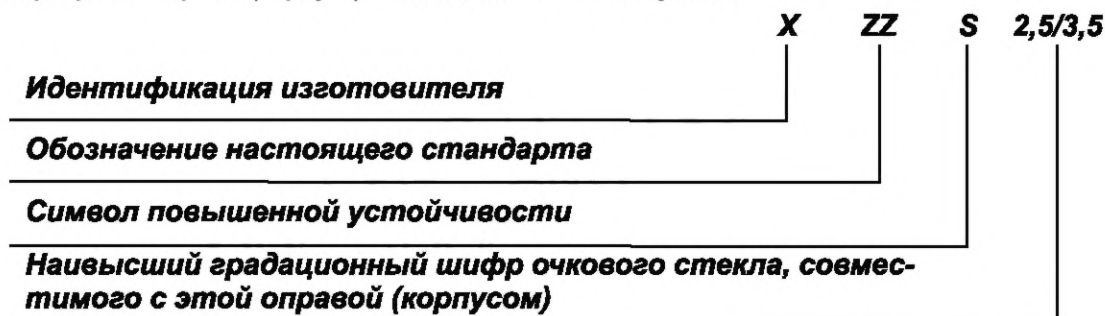 X ZZ S 2,5/3,5
Идентификация изготовителя
Обозначение настоящего стандарта
Символ повышенной устойчивости
Наивысший градационный шифр очкового стекла, совмес-
тимого с этой оправой (корпусом)